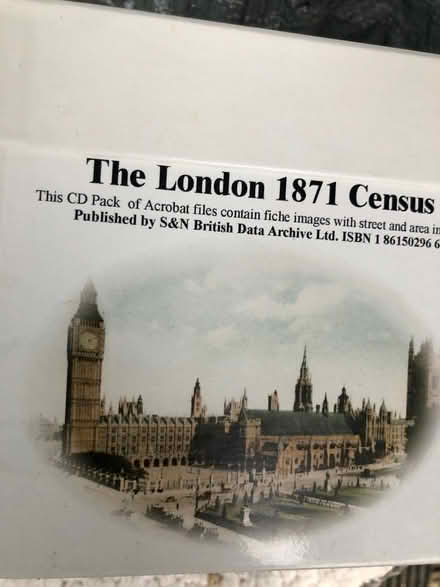 The London 1871 Census
This CD Pack of Acrobat files contain fiche images with street and area in
Published by S&N British Data Archive Ltd. ISBN 1 86150296 6